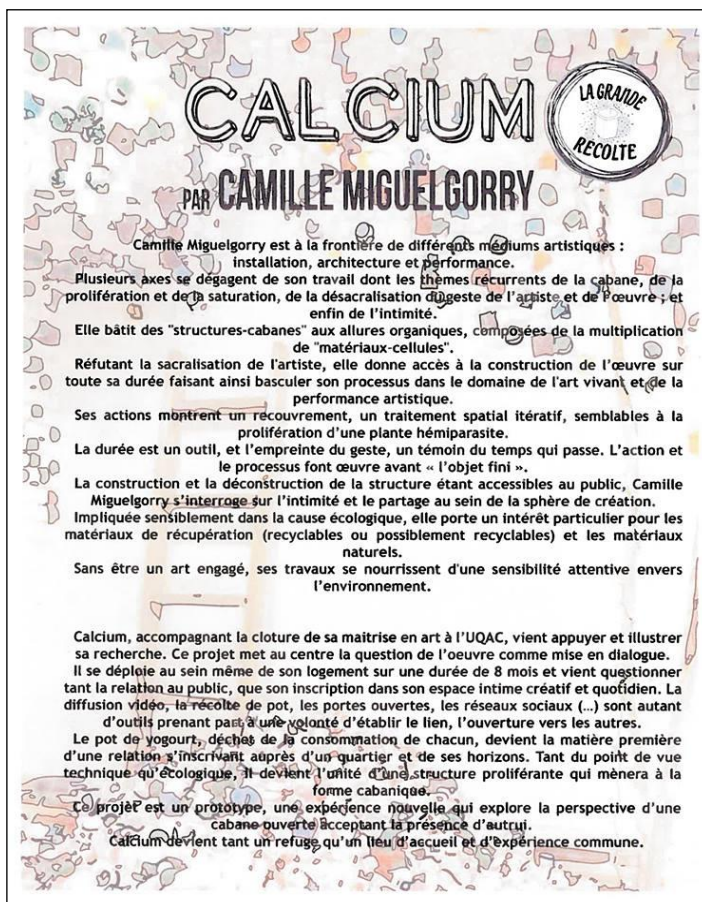 CALCIUM
LA GRANDE
RÉCOLTE
PAR CAMILLE MIGUELGORRY
Camille Miguelgorry est à la frontière de différents médiums artistiques :
installation, architecture et performance.
Plusieurs axes se dégagent de son travail dont les thèmes récurrents de la cabane, de la
prolifération et de la saturation, de la désacralisation du geste de l'artiste et de l'œuvre ; et
enfin de l'intimité.
Elle bâtit des "structures-cabanes" aux allures organiques, composées de la multiplication
de "matériaux-cellules".
Réfutant la sacralisation de l'artiste, elle donne accès à la construction de l'œuvre sur
toute sa durée faisant ainsi basculer son processus dans le domaine de l'art vivant et de la
performance artistique.
Ses actions montrent un recouvrement, un traitement spatial itératif, semblables à la
prolifération d'une plante hémiparasite.
La durée est un outil, et l'empreinte du geste, un témoin du temps qui passe. L'action et
le processus font œuvre avant « l'objet fini ».
La construction et la déconstruction de la structure étant accessibles au public, Camille
Miguelgorry s'interroge sur l'intimité et le partage au sein de la sphère de création.
Impliquée sensiblement dans la cause écologique, elle porte un intérêt particulier pour les
matériaux de récupération (recyclables ou possiblement recyclables) et les matériaux
naturels.
Sans être un art engagé, ses travaux se nourrissent d'une sensibilité attentive envers
l'environnement.
Calcium, accompagnant la cloture de sa maitrise en art à l'UQAC, vient appuyer et illustrer
sa recherche. Ce projet met au centre la question de l'oeuvre comme mise en dialogue.
Il se déploie au sein même de son logement sur une durée de 8 mois et vient questionner
tant la relation au public, que son inscription dans son espace intime créatif et quotidien. La
diffusion vidéo, la récolte de pot, les portes ouvertes, les réseaux sociaux (...) sont autant
d'outils prenant part à une volonté d'établir le lien, l'ouverture vers les autres.
Le pot de yogourt, déchet de la consommation de chacun, devient la matière première
d'une relation s'inscrivant auprès d'un quartier et de ses horizons. Tant du point de vue
technique qu'écologique, il devient l'unité d'une structure proliférante qui mènera à la
forme cabanique.
Ce projet est un prototype, une expérience nouvelle qui explore la perspective d'une
cabane ouverte acceptant la présence d'autrui.
Calcium devient tant un refuge qu'un lieu d'accueil et d'expérience commune.